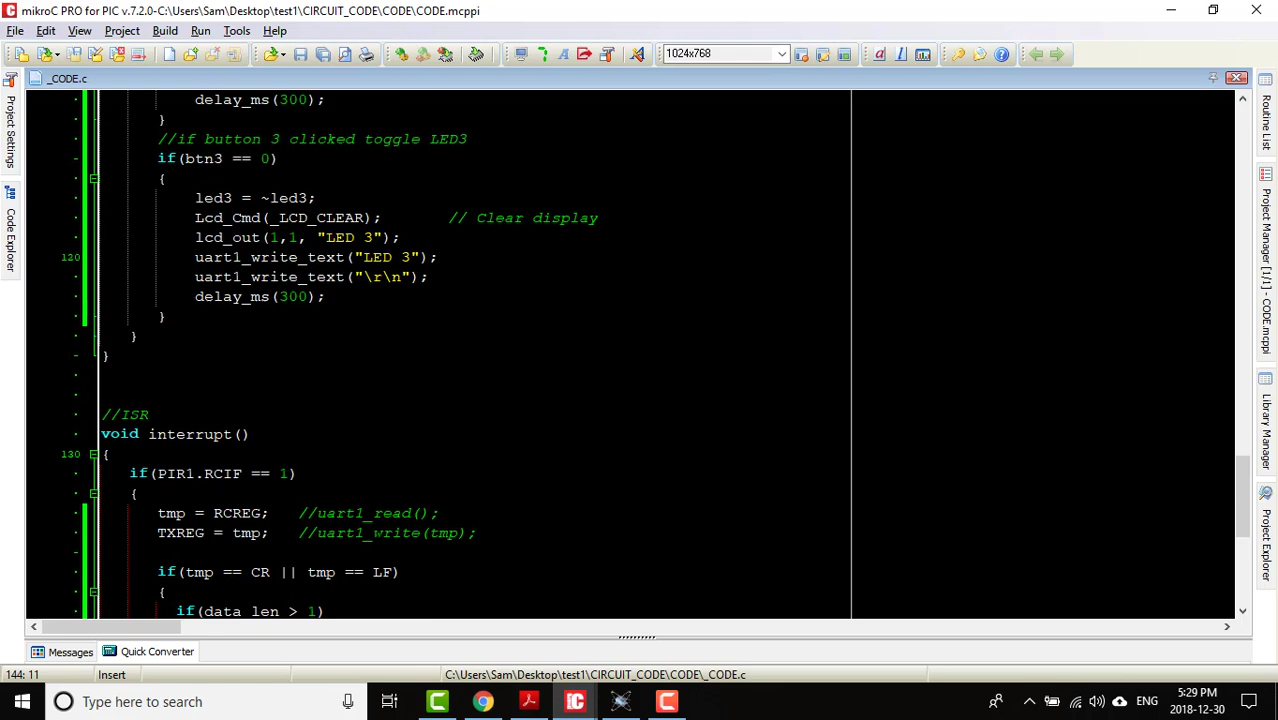 mikroC PRO for PIC v.7.2.0-C:\Users\Sam\Desktop\test1\CIRCUIT_CODE\CODE\CODE.mcppi
File Edit View Project Build Run Tools Help
1024x768
_CODE.c
delay_ms(300);
}
//if button 3 clicked toggle LED3
if(btn3 == 0)
{
led3 = ~led3;
Lcd_Cmd(_LCD_CLEAR); // Clear display
lcd_out(1,1, "LED 3");
120 uart1_write_text("LED 3");
uart1_write_text("\r\n");
delay_ms(300);
}
}
}
//ISR
void interrupt()
130 {
if(PIR1.RCIF == 1)
{
tmp = RCREG; //uart1_read();
TXREG = tmp; //uart1_write(tmp);
if(tmp == CR || tmp == LF)
{
if(data_len > 1)
Project Settings
Code Explorer
Routine List
Project Manager [1/1] - CODE.mcppi
Library Manager
Project Explorer
Messages Quick Converter
144: 11 Insert C:\Users\Sam\Desktop\test1\CIRCUIT_CODE\CODE\_CODE.c
Type here to search
ENG
5:29 PM
2018-12-30